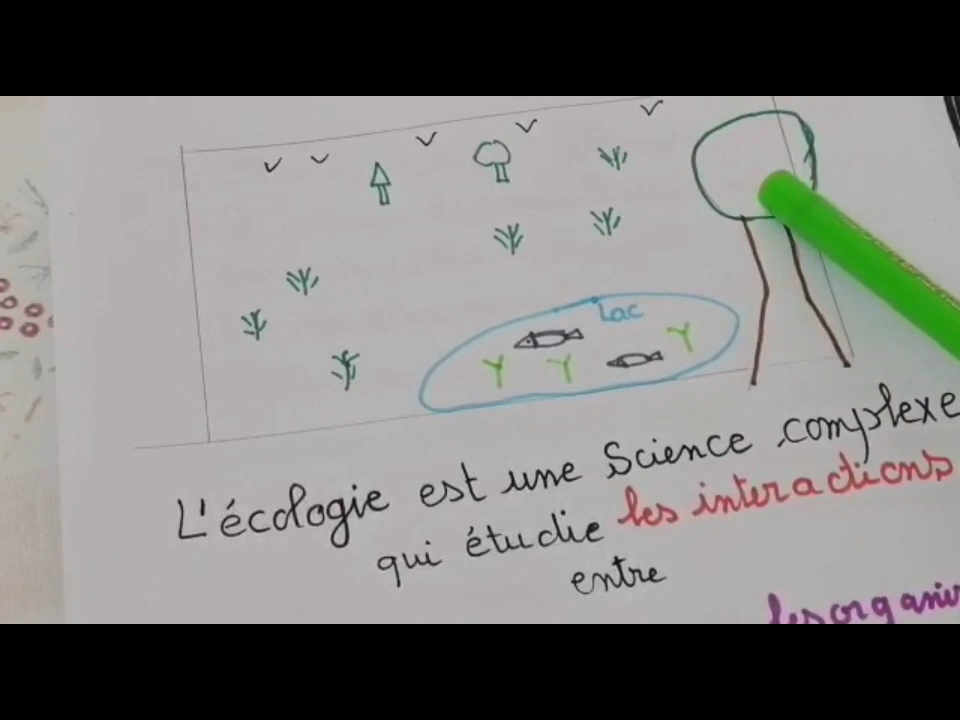 Lac
L'écologie est une Science complexe
qui étudie les interactions
entre